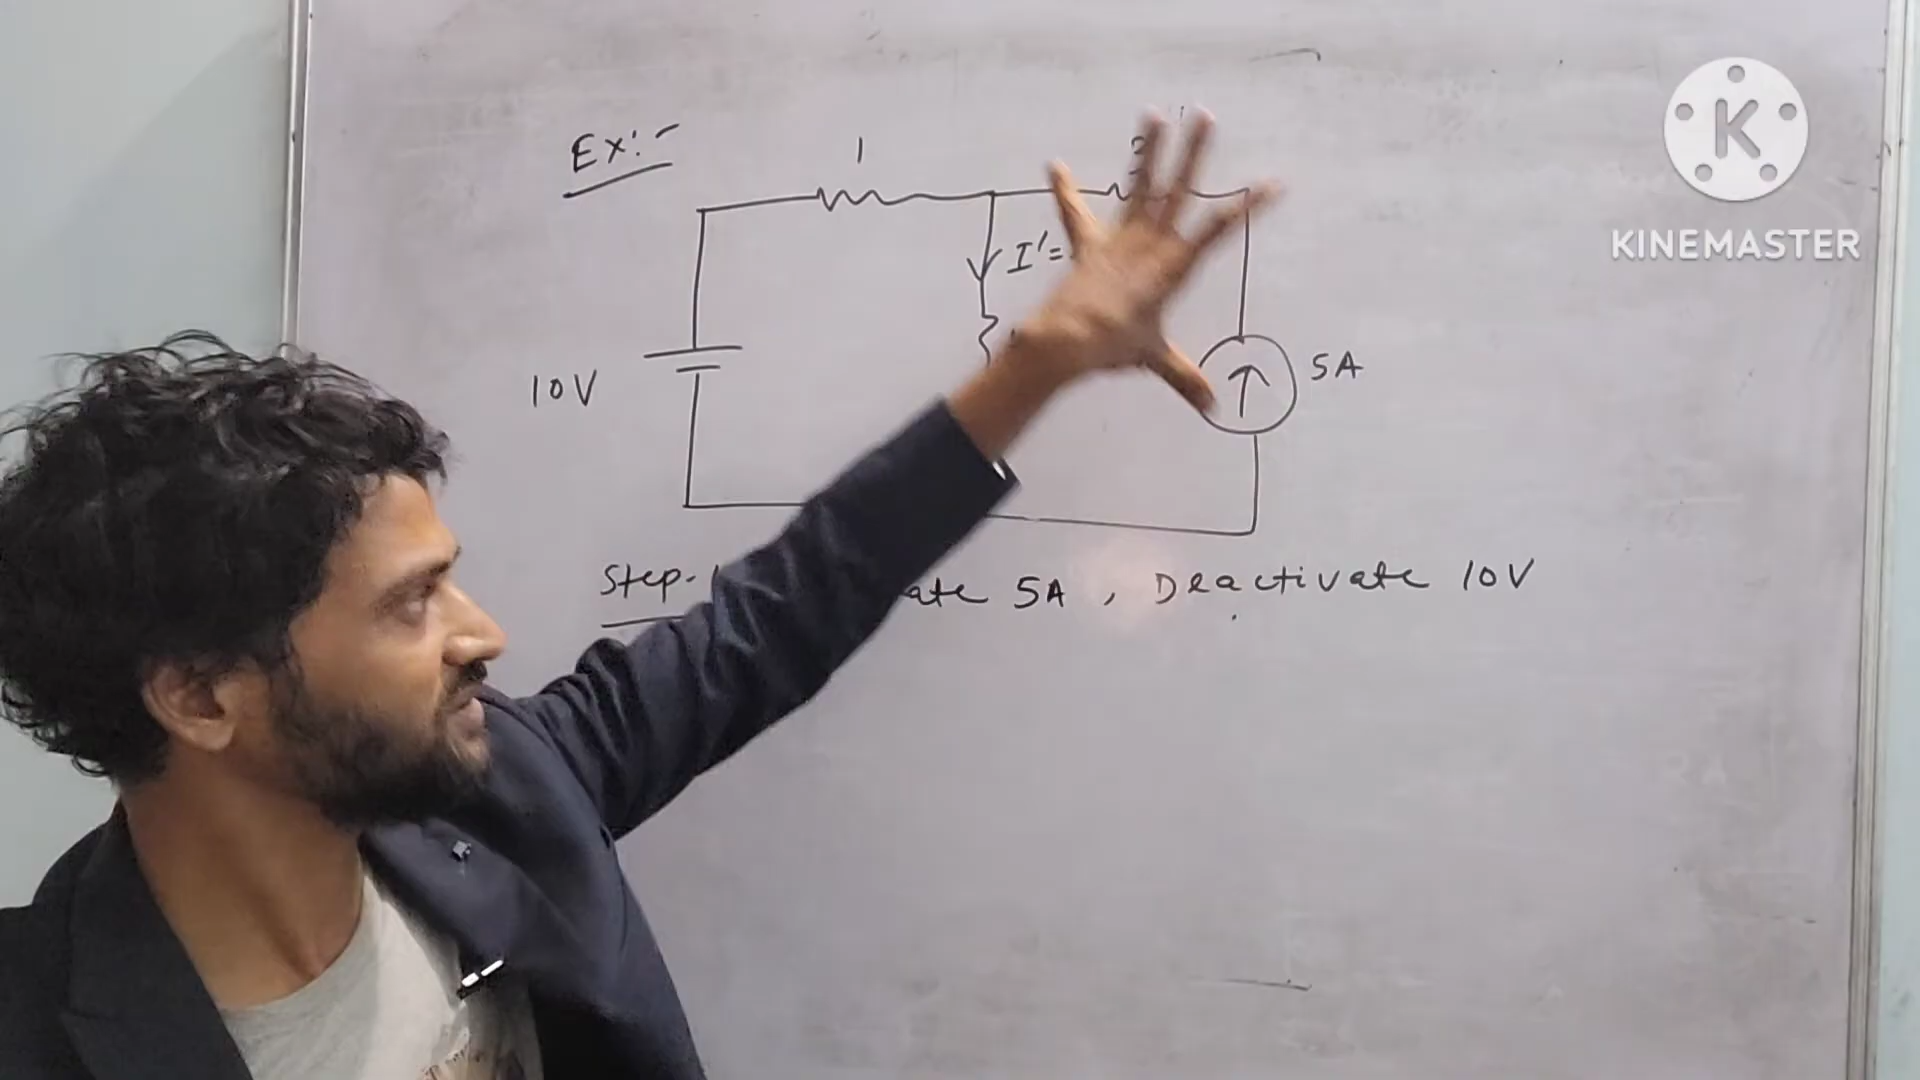 Ex:-
1
I'=
10V
5A
Step- ate 5A, Deactivate 10V
K
KINEMASTER